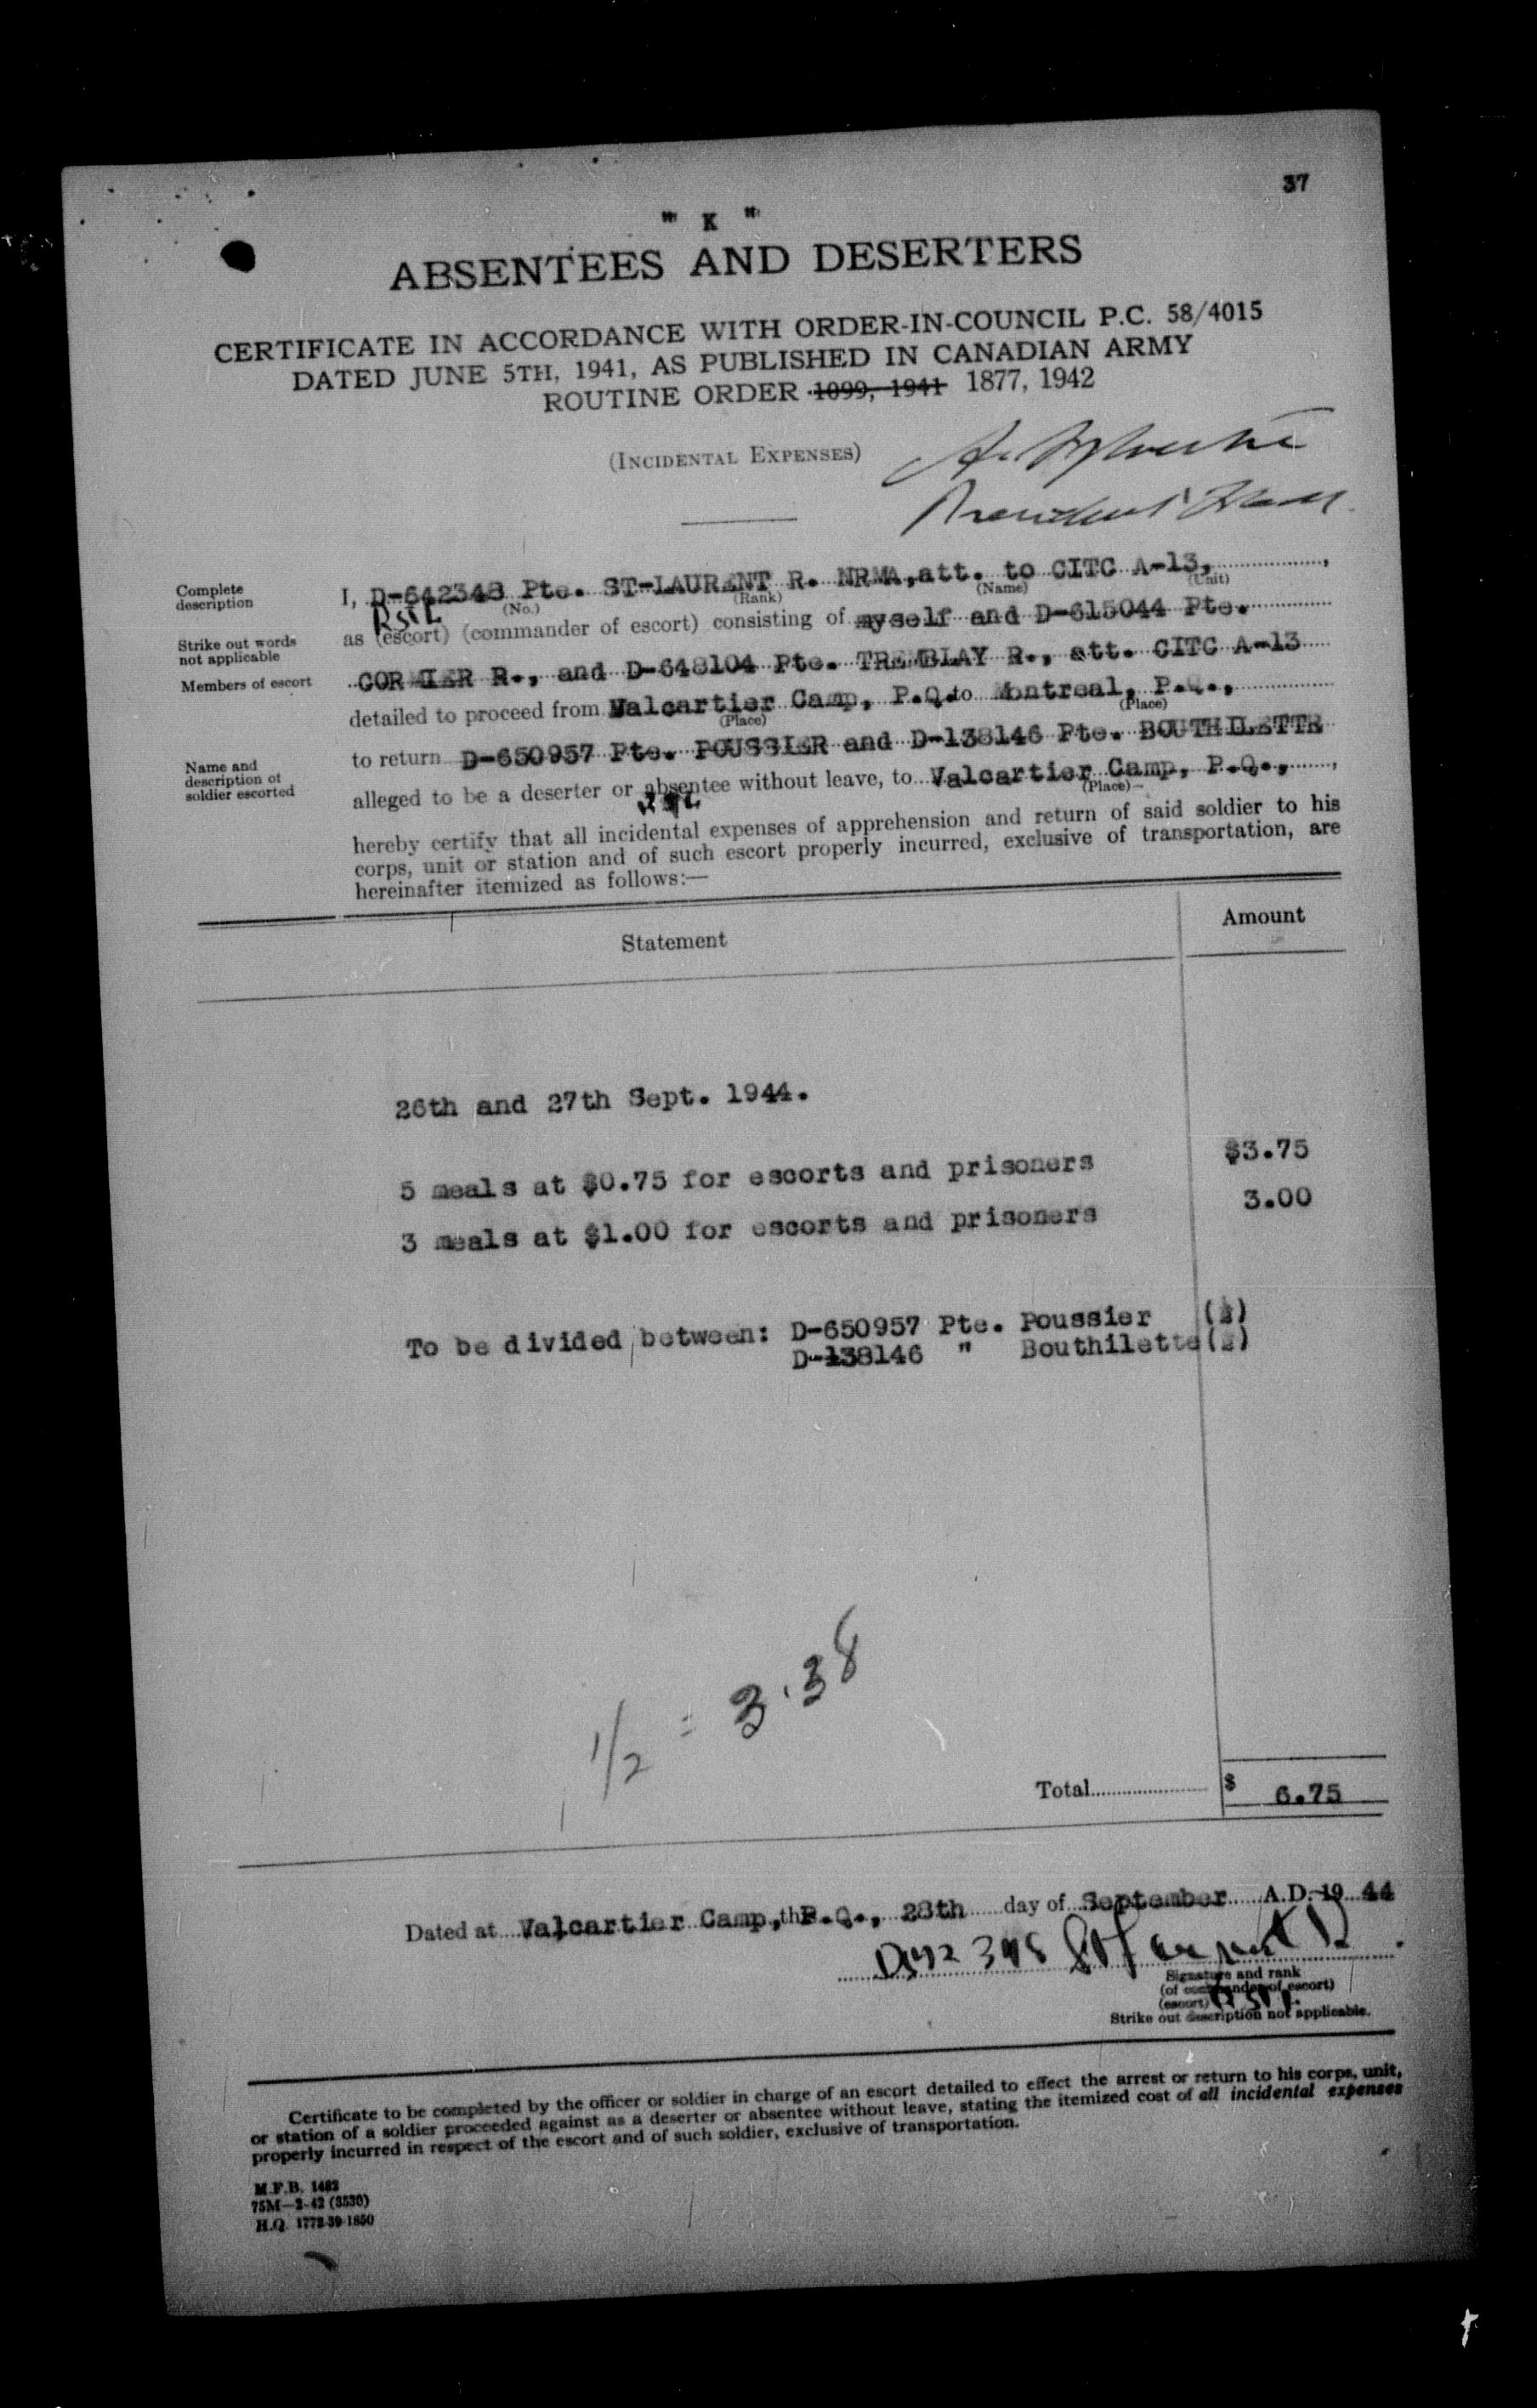 37
" K "
ABSENTEES AND DESERTERS
CERTIFICATE IN ACCORDANCE WITH ORDER-IN-COUNCIL P.C. 58/4015
DATED JUNE 5TH, 1941, AS PUBLISHED IN CANADIAN ARMY
ROUTINE ORDER 1099, 1941 1877, 1942
(INCIDENTAL EXPENSES)
Complete description
I, D-642348 Pte. ST-LAURENT R. NRMA, att. to CITC A-13,
(No.) (Rank) (Name) (Unit)
RStL
Strike out words not applicable
as (escort) (commander of escort) consisting of myself and D-615044 Pte.
Members of escort
CORMIER R., and D-648104 Pte. TREMBLAY R., att. CITC A-13
detailed to proceed from Valcartier Camp, P.Q. to Montreal, P.Q.,
(Place) (Place)
Name and description of soldier escorted
to return D-650957 Pte. POUSSIER and D-138146 Pte. BOUTHILETTE
alleged to be a deserter or absentee without leave, to Valcartier Camp, P.Q.,
(Place)
hereby certify that all incidental expenses of apprehension and return of said soldier to his
corps, unit or station and of such escort properly incurred, exclusive of transportation, are
hereinafter itemized as follows:—
Statement Amount
26th and 27th Sept. 1944.
5 meals at $0.75 for escorts and prisoners $3.75
3 meals at $1.00 for escorts and prisoners 3.00
To be divided between: D-650957 Pte. Poussier (½)
D-138146 " Bouthilette (½)
1/2 = 3.38
Total $ 6.75
Dated at Valcartier Camp, the P.Q., 28th day of September A.D. 19 44
Signature and rank
(of commander of escort)
(escort)
Strike out description not applicable.
Certificate to be completed by the officer or soldier in charge of an escort detailed to effect the arrest or return to his corps, unit,
or station of a soldier proceeded against as a deserter or absentee without leave, stating the itemized cost of all incidental expenses
properly incurred in respect of the escort and of such soldier, exclusive of transportation.
M.F.B. 1482
75M—2-42 (3530)
H.Q. 1772-39-1850